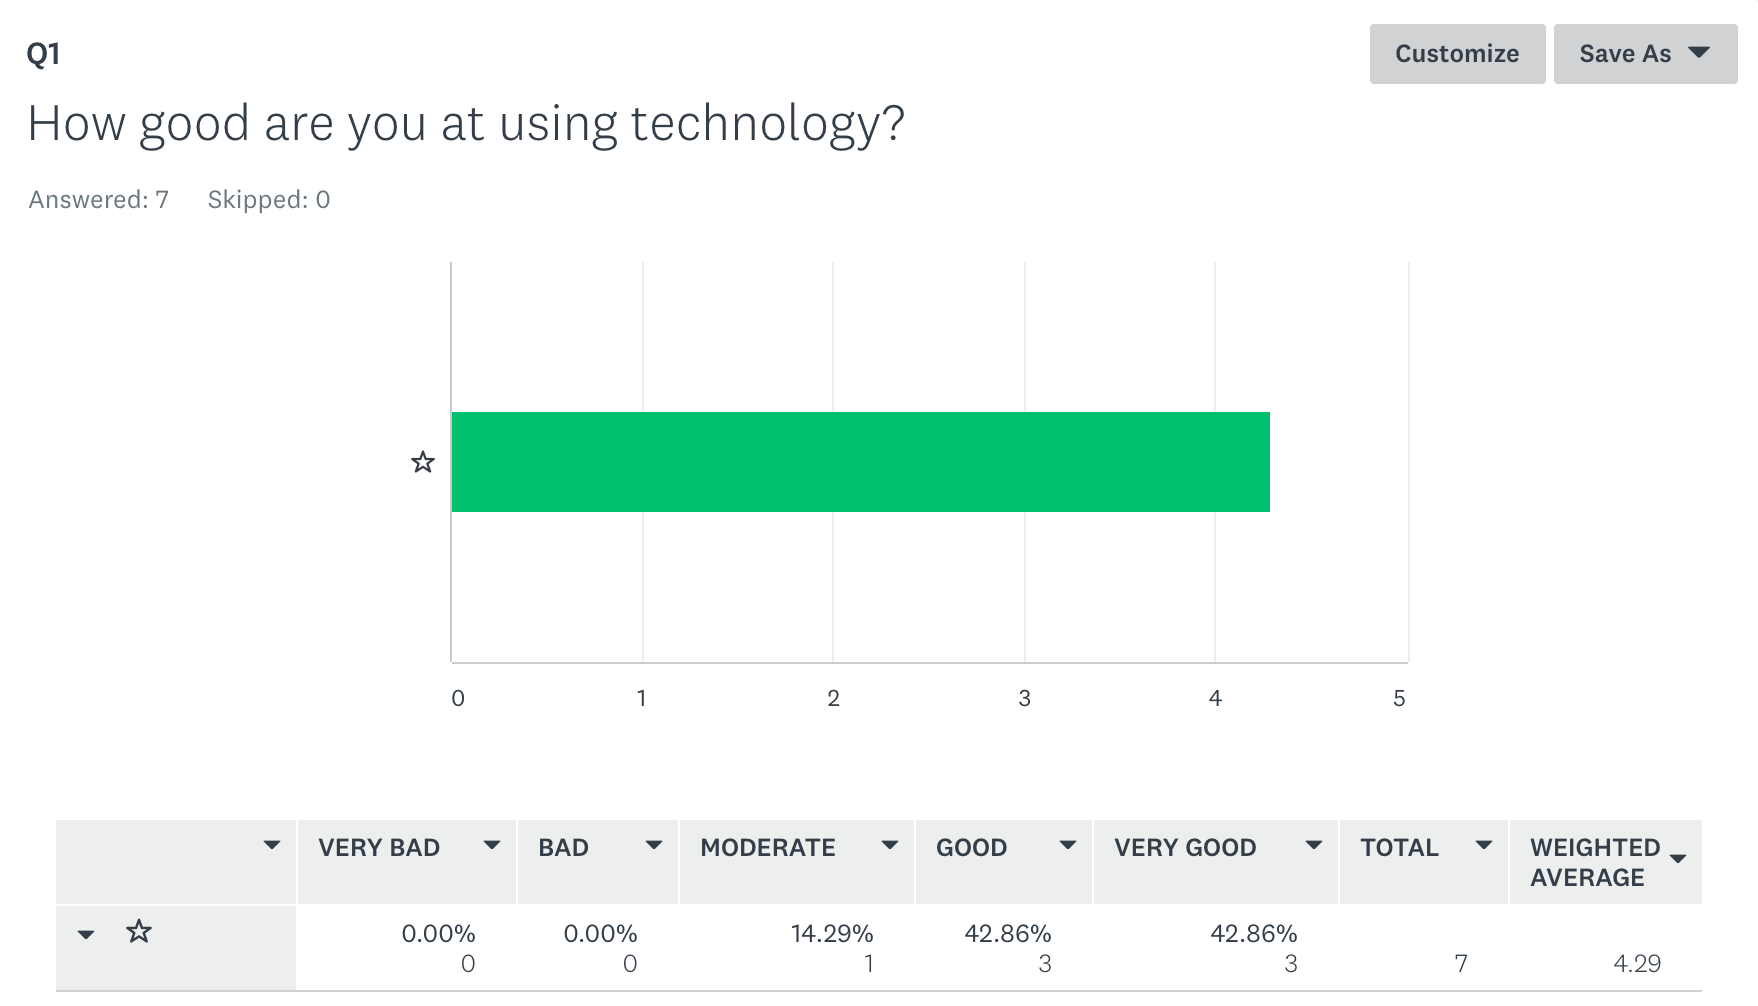 Q1
Customize
Save As
How good are you at using technology?
Answered: 7 Skipped: 0
0 1 2 3 4 5
VERY BAD BAD MODERATE GOOD VERY GOOD TOTAL WEIGHTED AVERAGE
0.00% 0.00% 14.29% 42.86% 42.86%
0 0 1 3 3 7 4.29